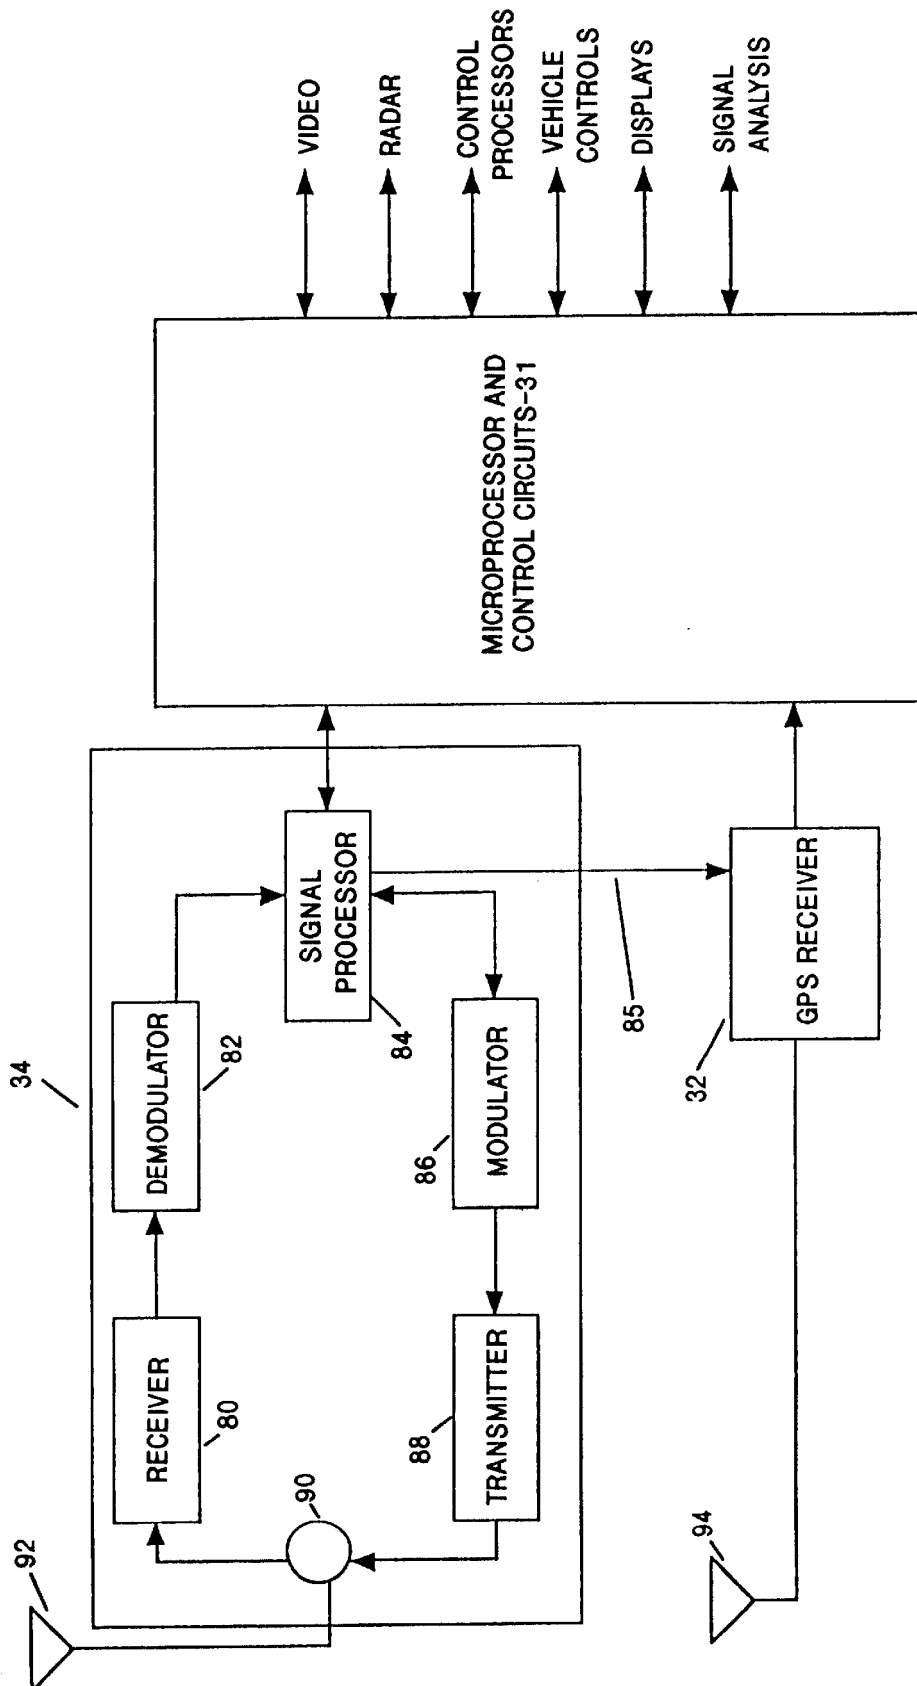 92
34
RECEIVER
80
DEMODULATOR
82
90
SIGNAL
PROCESSOR
84
TRANSMITTER
88
MODULATOR
86
85
94
GPS RECEIVER
32
MICROPROCESSOR AND
CONTROL CIRCUITS-31
VIDEO
RADAR
CONTROL
PROCESSORS
VEHICLE
CONTROLS
DISPLAYS
SIGNAL
ANALYSIS